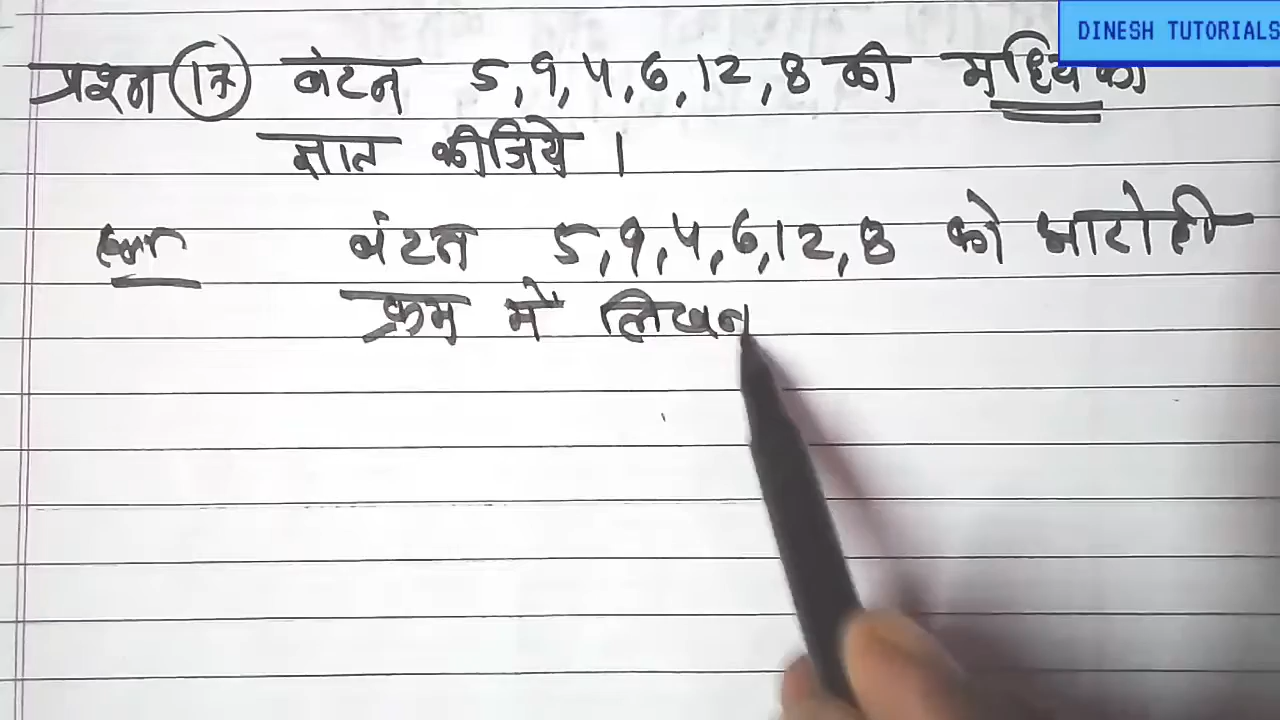 DINESH TUTORIALS
प्रश्न 17 बंटन 5,9,4,6,12,8 की मध्यिका
ज्ञात कीजिये ।
हल बंटन 5,9,4,6,12,8 को आरोही
क्रम में लिखन